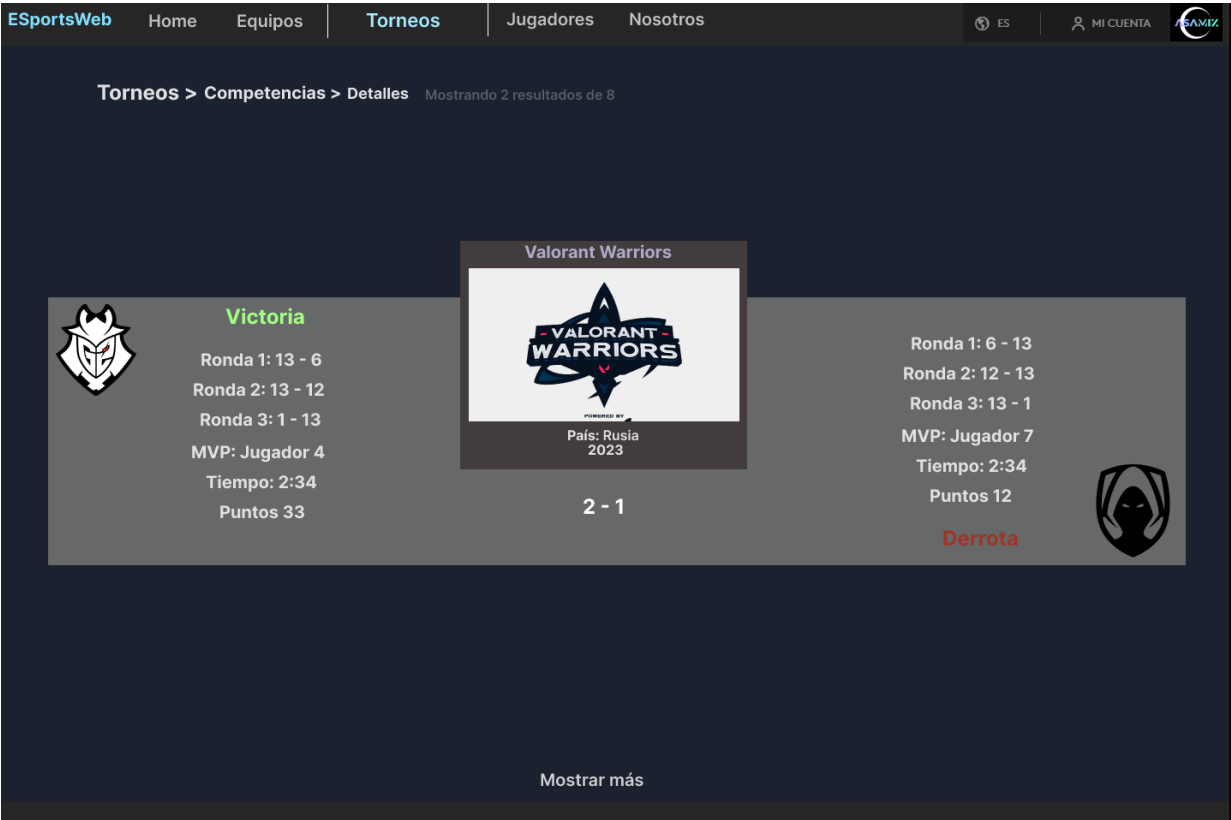 ESportsWeb Home Equipos Torneos Jugadores Nosotros ES MI CUENTA ASAMIX
Torneos > Competencias > Detalles Mostrando 2 resultados de 8
Valorant Warriors
VALORANT
WARRIORS
POWERED BY
País: Rusia
2023
2 - 1
Victoria
Ronda 1: 13 - 6
Ronda 2: 13 - 12
Ronda 3: 1 - 13
MVP: Jugador 4
Tiempo: 2:34
Puntos 33
Ronda 1: 6 - 13
Ronda 2: 12 - 13
Ronda 3: 13 - 1
MVP: Jugador 7
Tiempo: 2:34
Puntos 12
Derrota
Mostrar más